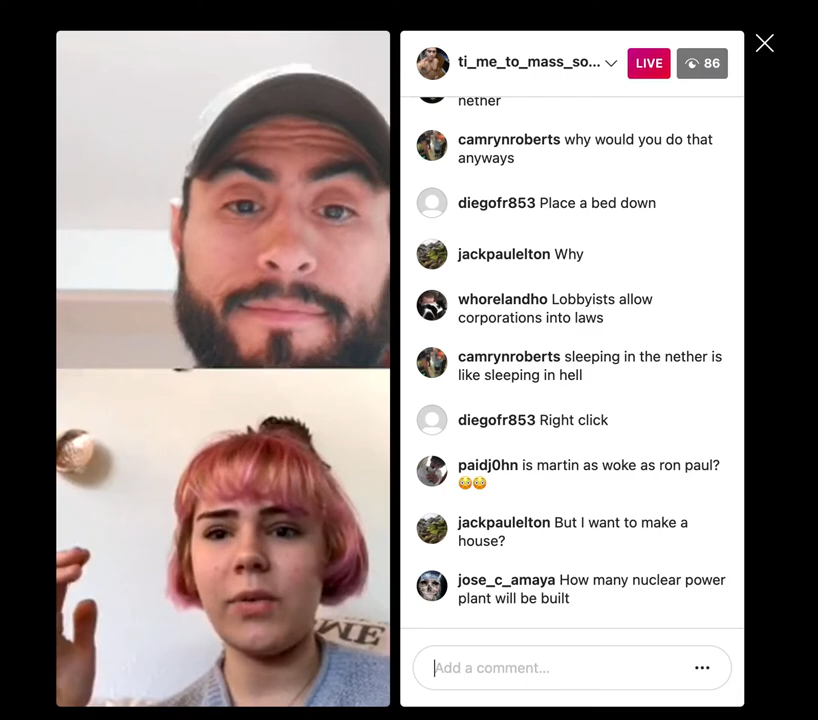 ti_me_to_mass_so...
LIVE
86
nether
camrynroberts why would you do that
anyways
diegofr853 Place a bed down
jackpaulelton Why
whorelandho Lobbyists allow
corporations into laws
camrynroberts sleeping in the nether is
like sleeping in hell
diegofr853 Right click
paidj0hn is martin as woke as ron paul?
😳😳
jackpaulelton But I want to make a
house?
jose_c_amaya How many nuclear power
plant will be built
Add a comment...